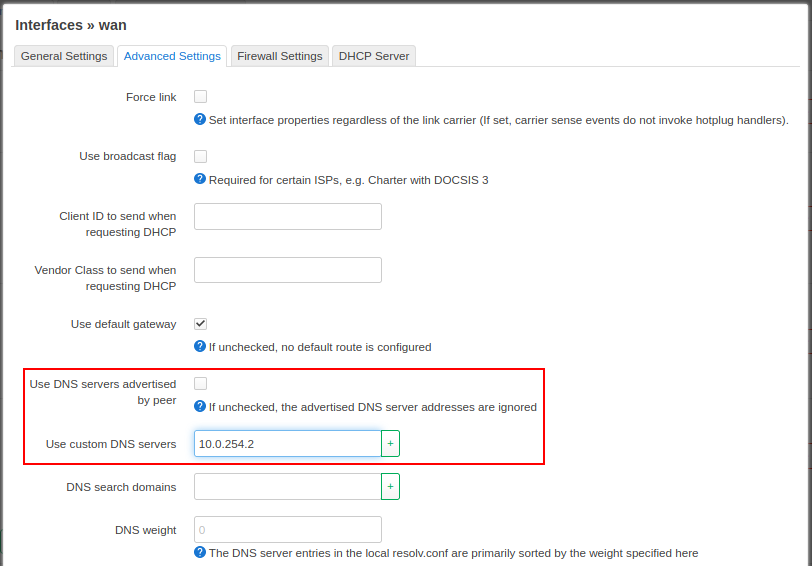 Interfaces » wan
General Settings
Advanced Settings
Firewall Settings
DHCP Server
Force link
Set interface properties regardless of the link carrier (If set, carrier sense events do not invoke hotplug handlers).
Use broadcast flag
Required for certain ISPs, e.g. Charter with DOCSIS 3
Client ID to send when
requesting DHCP
Vendor Class to send when
requesting DHCP
Use default gateway
If unchecked, no default route is configured
Use DNS servers advertised
by peer
If unchecked, the advertised DNS server addresses are ignored
Use custom DNS servers
10.0.254.2
+
DNS search domains
+
DNS weight
0
The DNS server entries in the local resolv.conf are primarily sorted by the weight specified here